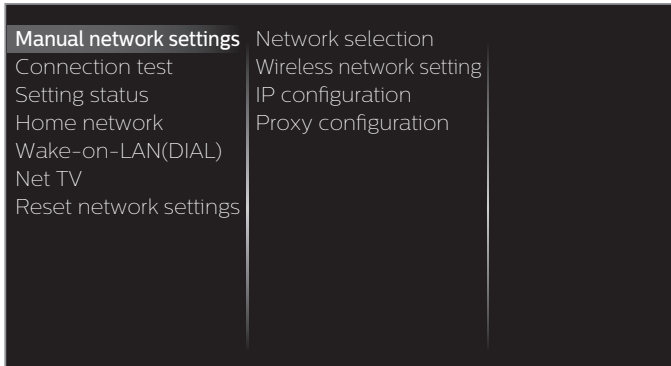 Manual network settings
Connection test
Setting status
Home network
Wake-on-LAN(DIAL)
Net TV
Reset network settings
Network selection
Wireless network setting
IP configuration
Proxy configuration